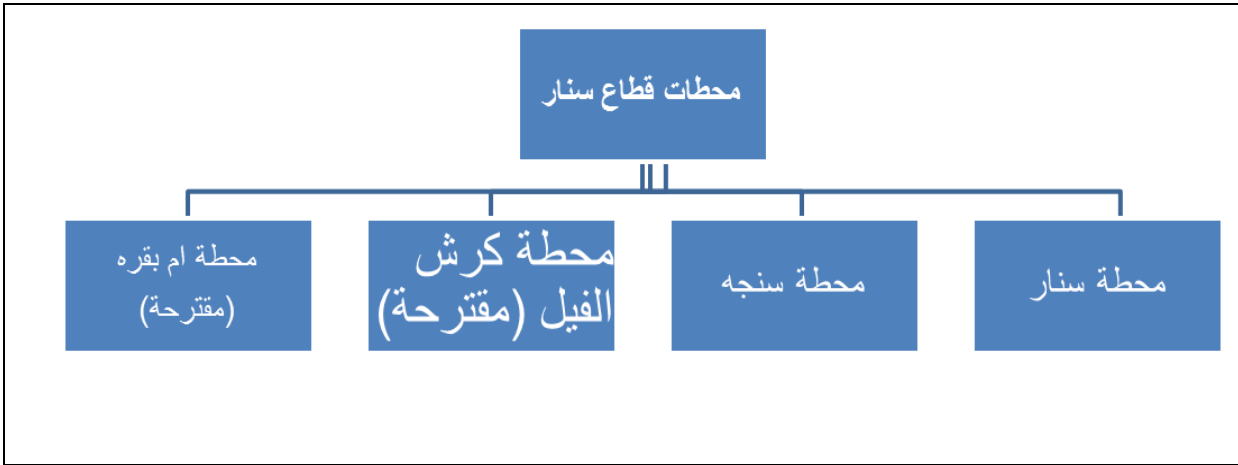 محطات قطاع سنار
محطة سنار
محطة سنجه
محطة كرش
الفيل (مقترحة)
محطة ام بقره
(مقترحة)